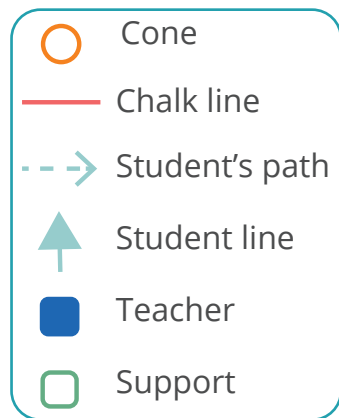 Cone
Chalk line
Student’s path
Student line
Teacher
Support